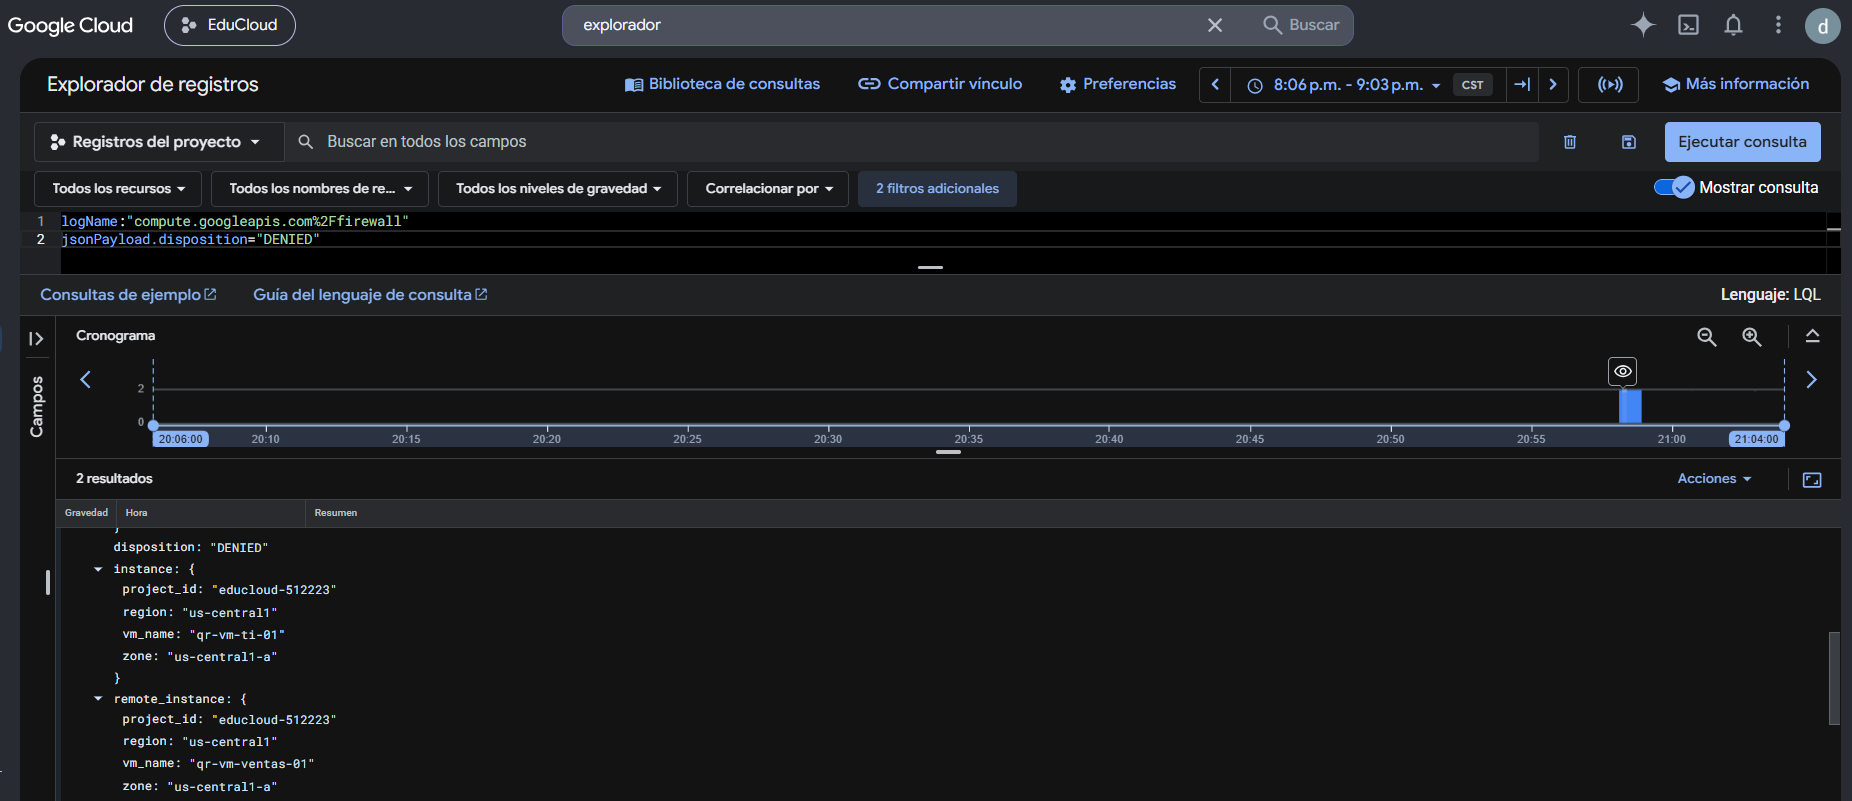 Google Cloud
EduCloud
explorador
Buscar
d
Explorador de registros
Biblioteca de consultas
Compartir vínculo
Preferencias
8:06 p.m. - 9:03 p.m.
CST
Más información
Registros del proyecto
Buscar en todos los campos
Ejecutar consulta
Todos los recursos
Todos los nombres de re...
Todos los niveles de gravedad
Correlacionar por
2 filtros adicionales
Mostrar consulta
1 logName:"compute.googleapis.com%2Ffirewall"
2 jsonPayload.disposition="DENIED"
Consultas de ejemplo
Guía del lenguaje de consulta
Lenguaje: LQL
Cronograma
Campos
2
0
20:06:00
20:10
20:15
20:20
20:25
20:30
20:35
20:40
20:45
20:50
20:55
21:00
21:04:00
2 resultados
Acciones
Gravedad
Hora
Resumen
}
disposition: "DENIED"
instance: {
project_id: "educloud-512223"
region: "us-central1"
vm_name: "qr-vm-ti-01"
zone: "us-central1-a"
}
remote_instance: {
project_id: "educloud-512223"
region: "us-central1"
vm_name: "qr-vm-ventas-01"
zone: "us-central1-a"